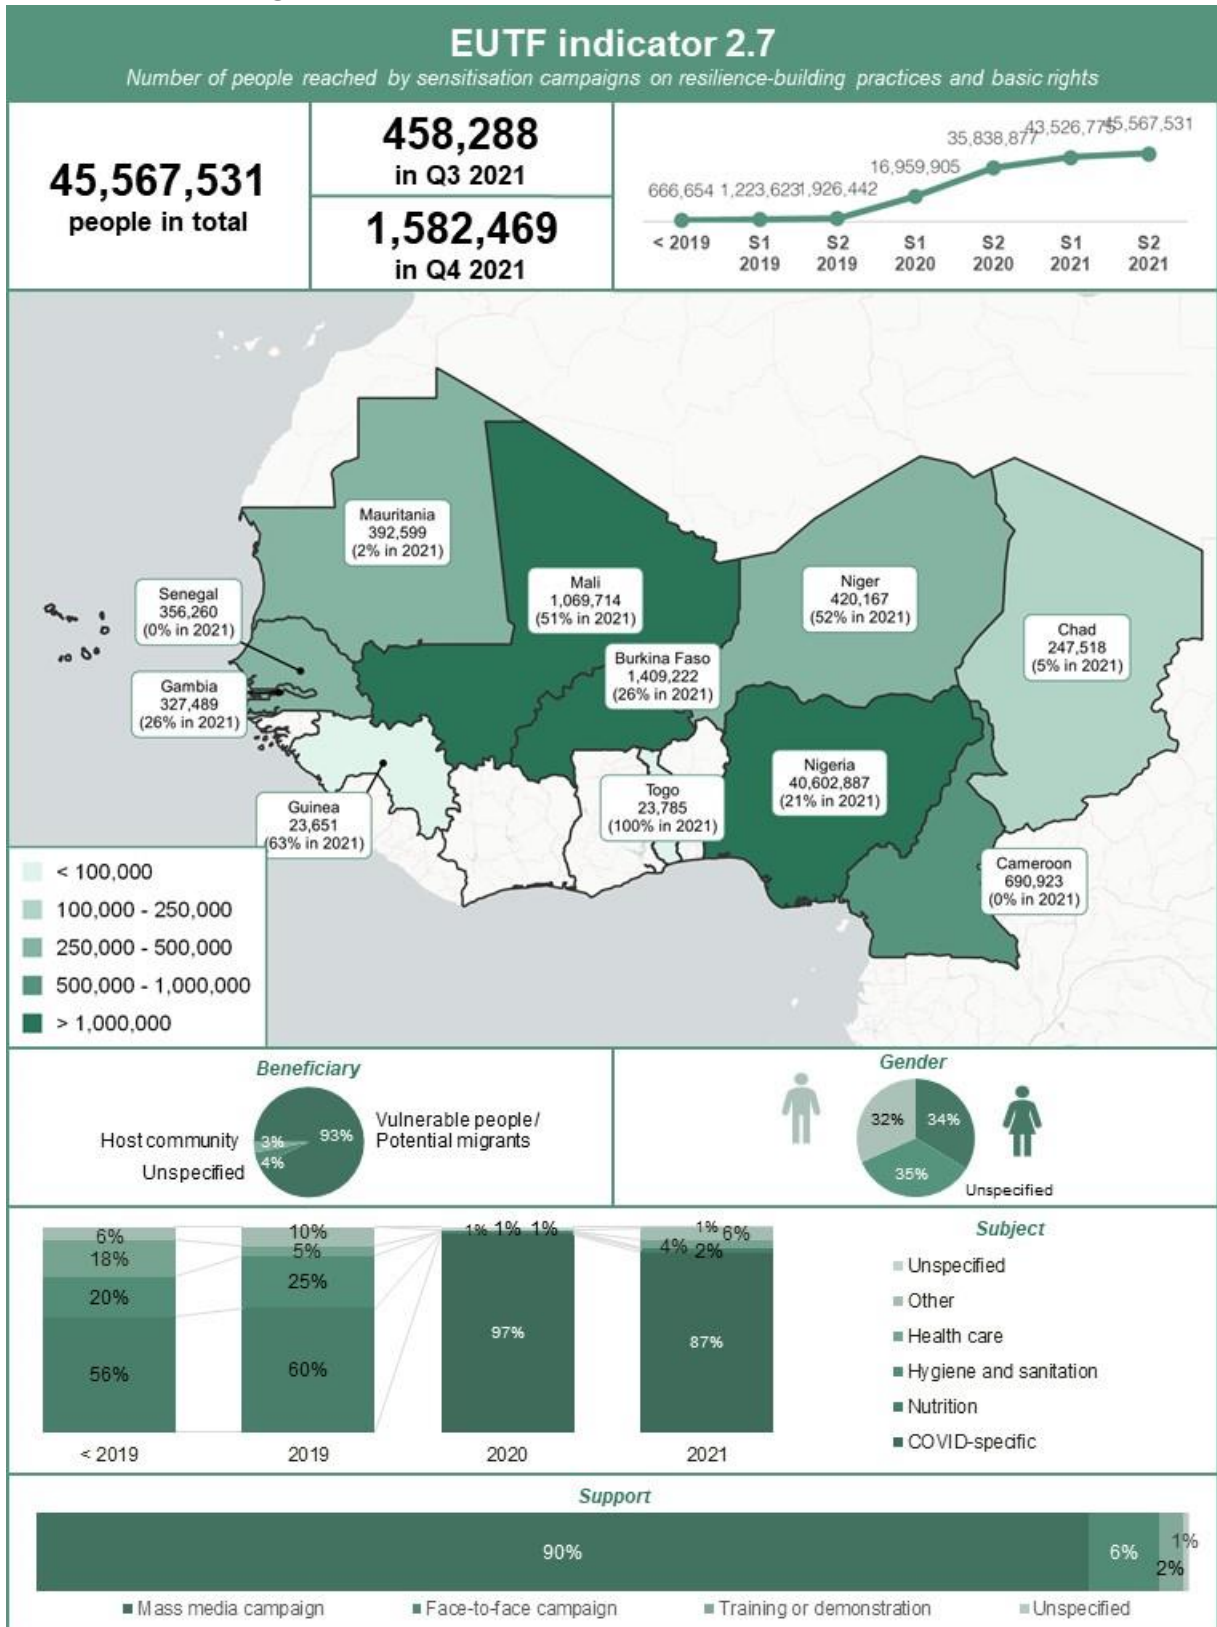 EUTF indicator 2.7
Number of people reached by sensitisation campaigns on resilience-building practices and basic rights
45,567,531
people in total
458,288
in Q3 2021
1,582,469
in Q4 2021
666,654
1,223,623
1,926,442
16,959,905
35,838,877
43,526,775
45,567,531
< 2019
S1
2019
S2
2019
S1
2020
S2
2020
S1
2021
S2
2021
Mauritania
392,599
(2% in 2021)
Mali
1,069,714
(51% in 2021)
Niger
420,167
(52% in 2021)
Senegal
356,260
(0% in 2021)
Chad
247,518
(5% in 2021)
Burkina Faso
1,409,222
(26% in 2021)
Gambia
327,489
(26% in 2021)
Nigeria
40,602,887
(21% in 2021)
Togo
23,785
(100% in 2021)
Guinea
23,651
(63% in 2021)
Cameroon
690,923
(0% in 2021)
< 100,000
100,000 - 250,000
250,000 - 500,000
500,000 - 1,000,000
> 1,000,000
Beneficiary
Host community
Unspecified
3%
4%
93%
Vulnerable people/
Potential migrants
Gender
32%
34%
35%
Unspecified
6%
18%
20%
56%
< 2019
10%
5%
25%
60%
2019
1% 1% 1%
97%
2020
1% 6%
4% 2%
87%
2021
Subject
Unspecified
Other
Health care
Hygiene and sanitation
Nutrition
COVID-specific
Support
90%
6%
2%
1%
Mass media campaign
Face-to-face campaign
Training or demonstration
Unspecified